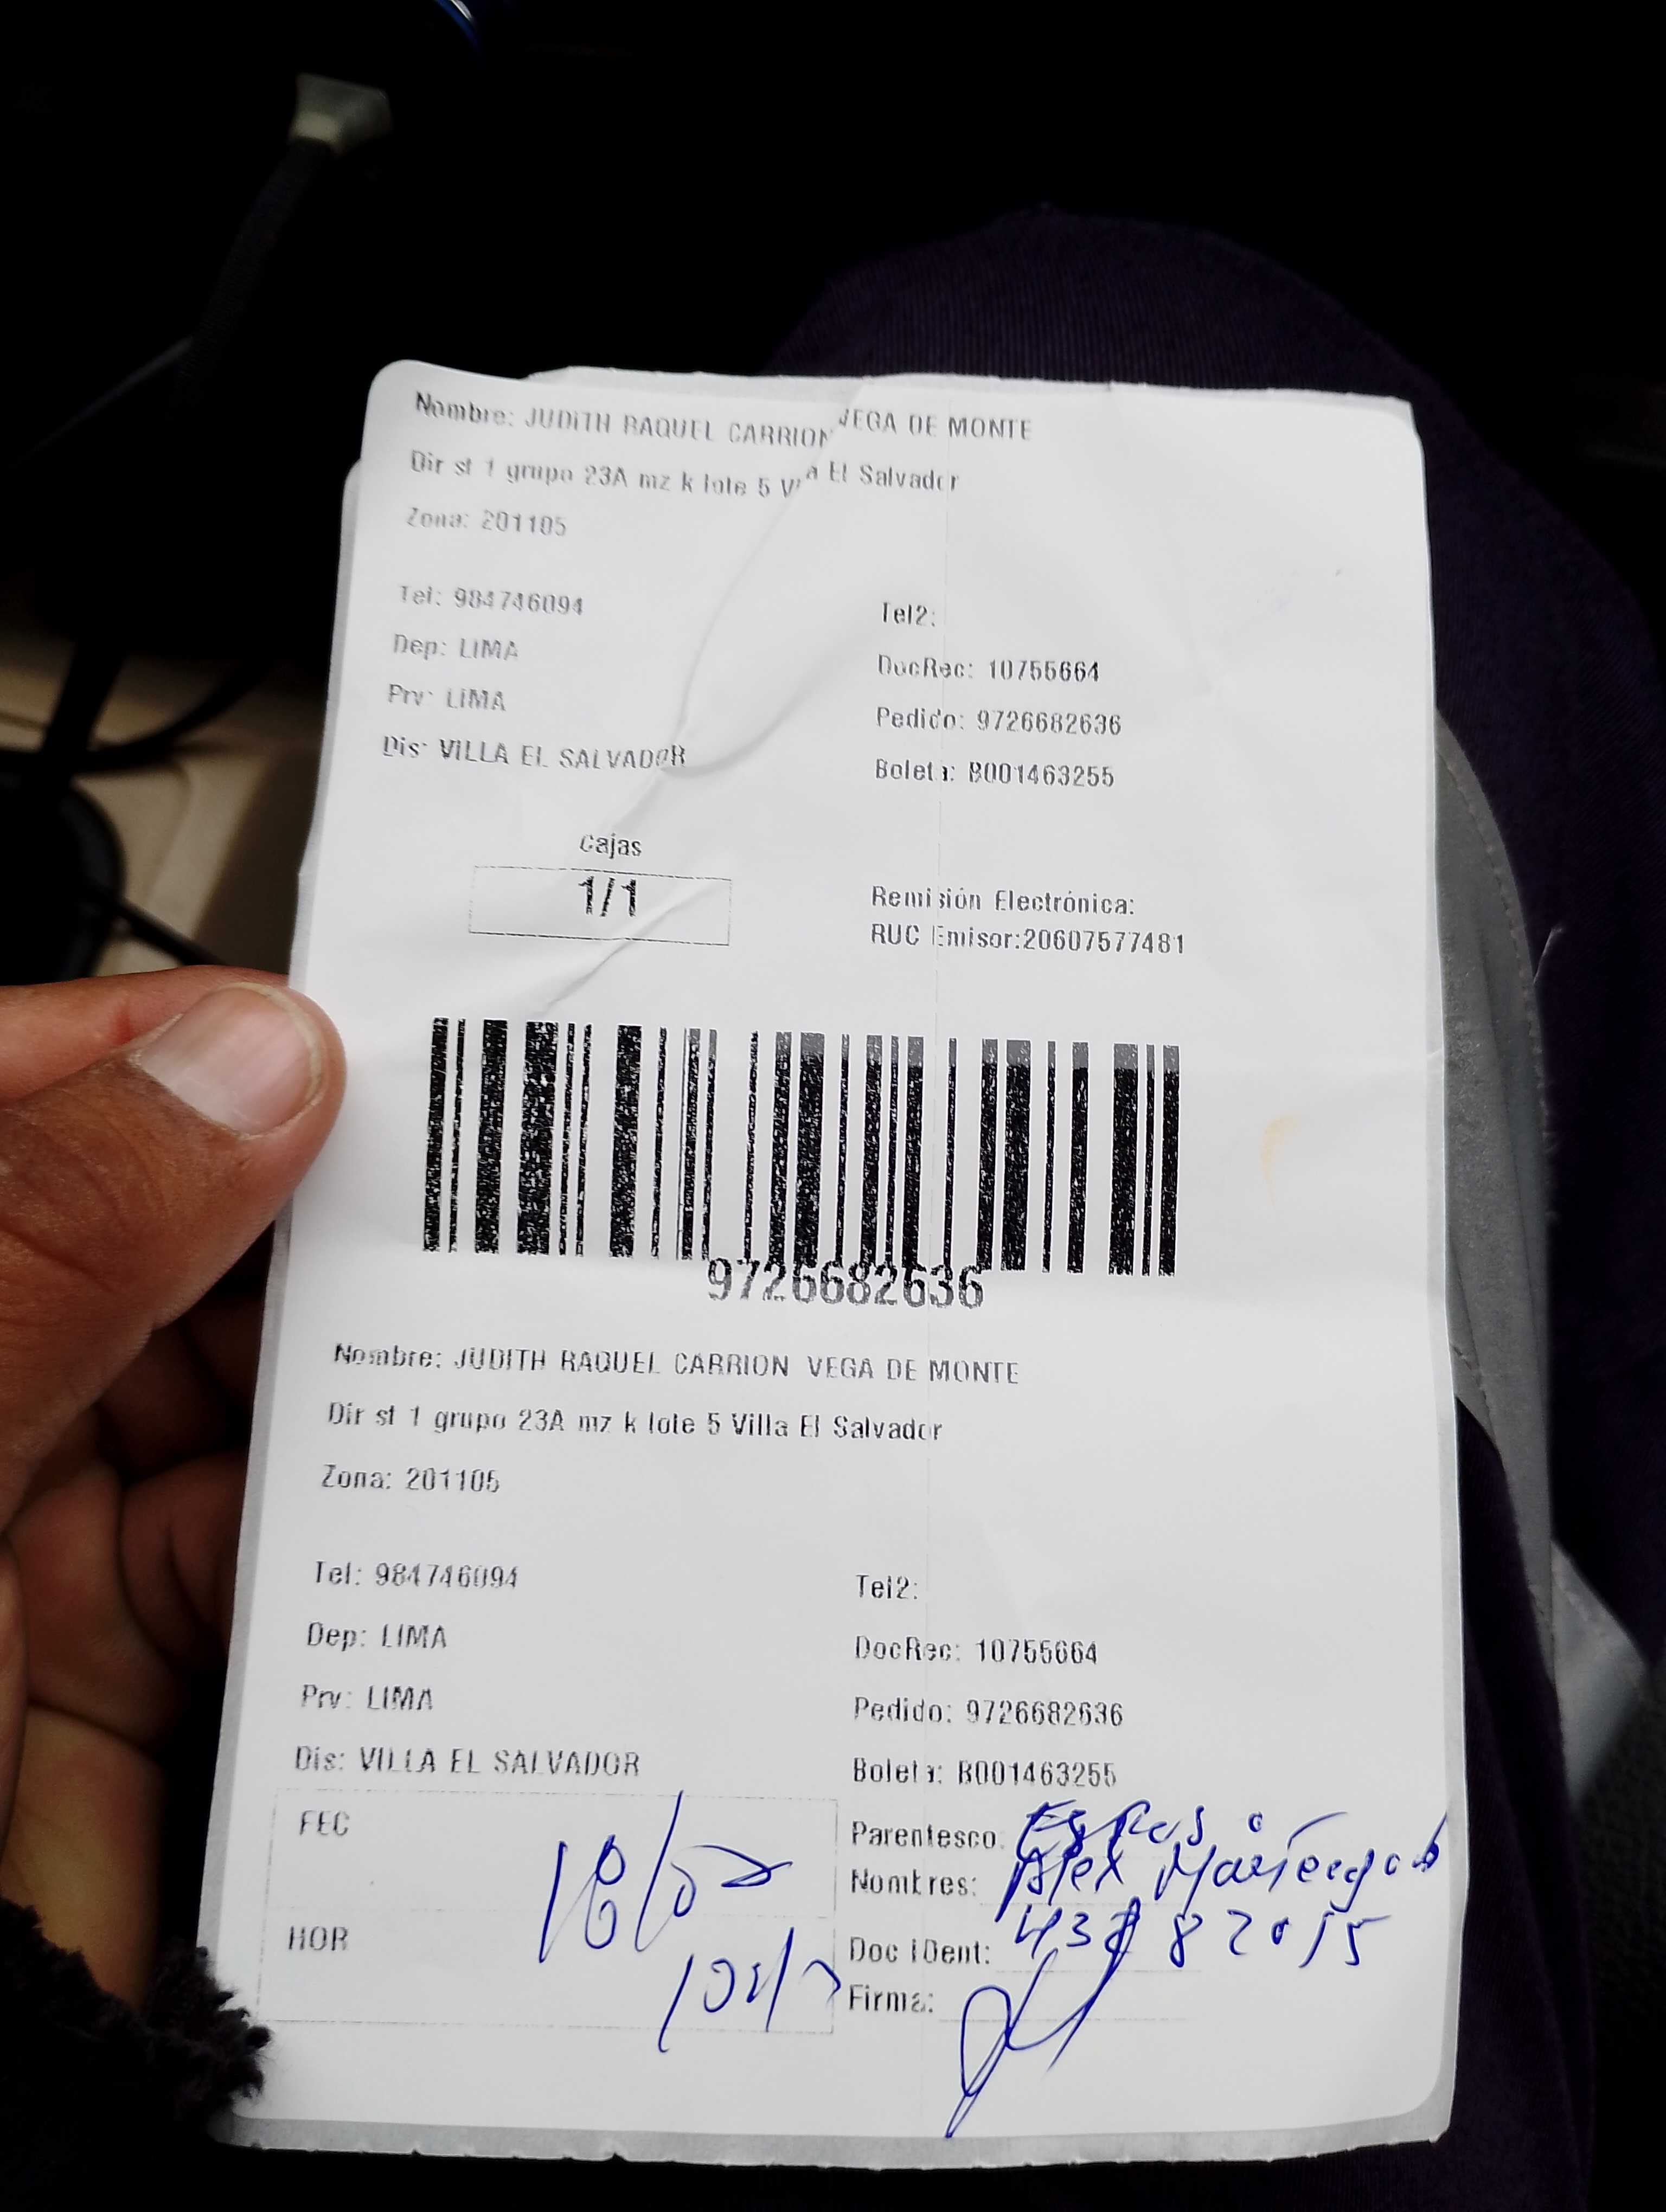 Nombre: JUDITH RAQUEL CARRION VEGA DE MONTE
Dir st 1 grupo 23A mz k lote 5 V a El Salvador
Zona: 201105
Tel: 984746094
Tel2:
Dep: LIMA
DocRec: 10755664
Prv: LIMA
Pedido: 9726682636
Dis: VILLA EL SALVADOR
Boleta: B001463255
Cajas
1/1
Remisión Electrónica:
RUC Emisor:20607577481
9726682636
Nombre: JUDITH RAQUEL CARRION VEGA DE MONTE
Dir st 1 grupo 23A mz k lote 5 Villa El Salvador
Zona: 201105
Tel: 984746094
Tel2:
Dep: LIMA
DocRec: 10755664
Prv: LIMA
Pedido: 9726682636
Dis: VILLA EL SALVADOR
Boleta: B001463255
FEC
Parentesco: Esposo
Nombres: Alex
HOR
Doc iDent:
Firma: